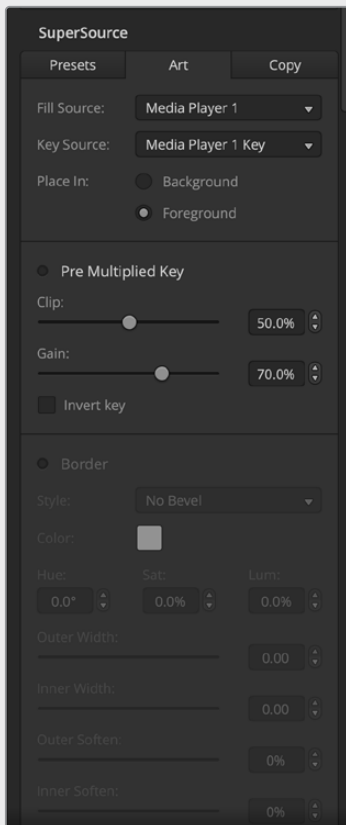 SuperSource
Presets Art Copy
Fill Source: Media Player 1
Key Source: Media Player 1 Key
Place In: Background
Foreground
Pre Multiplied Key
Clip:
50.0%
Gain:
70.0%
Invert key
Border
Style: No Bevel
Color:
Hue: Sat: Lum:
0.0° 0.0% 0.0%
Outer Width:
0.00
Inner Width:
0.00
Outer Soften:
0%
Inner Soften:
0%